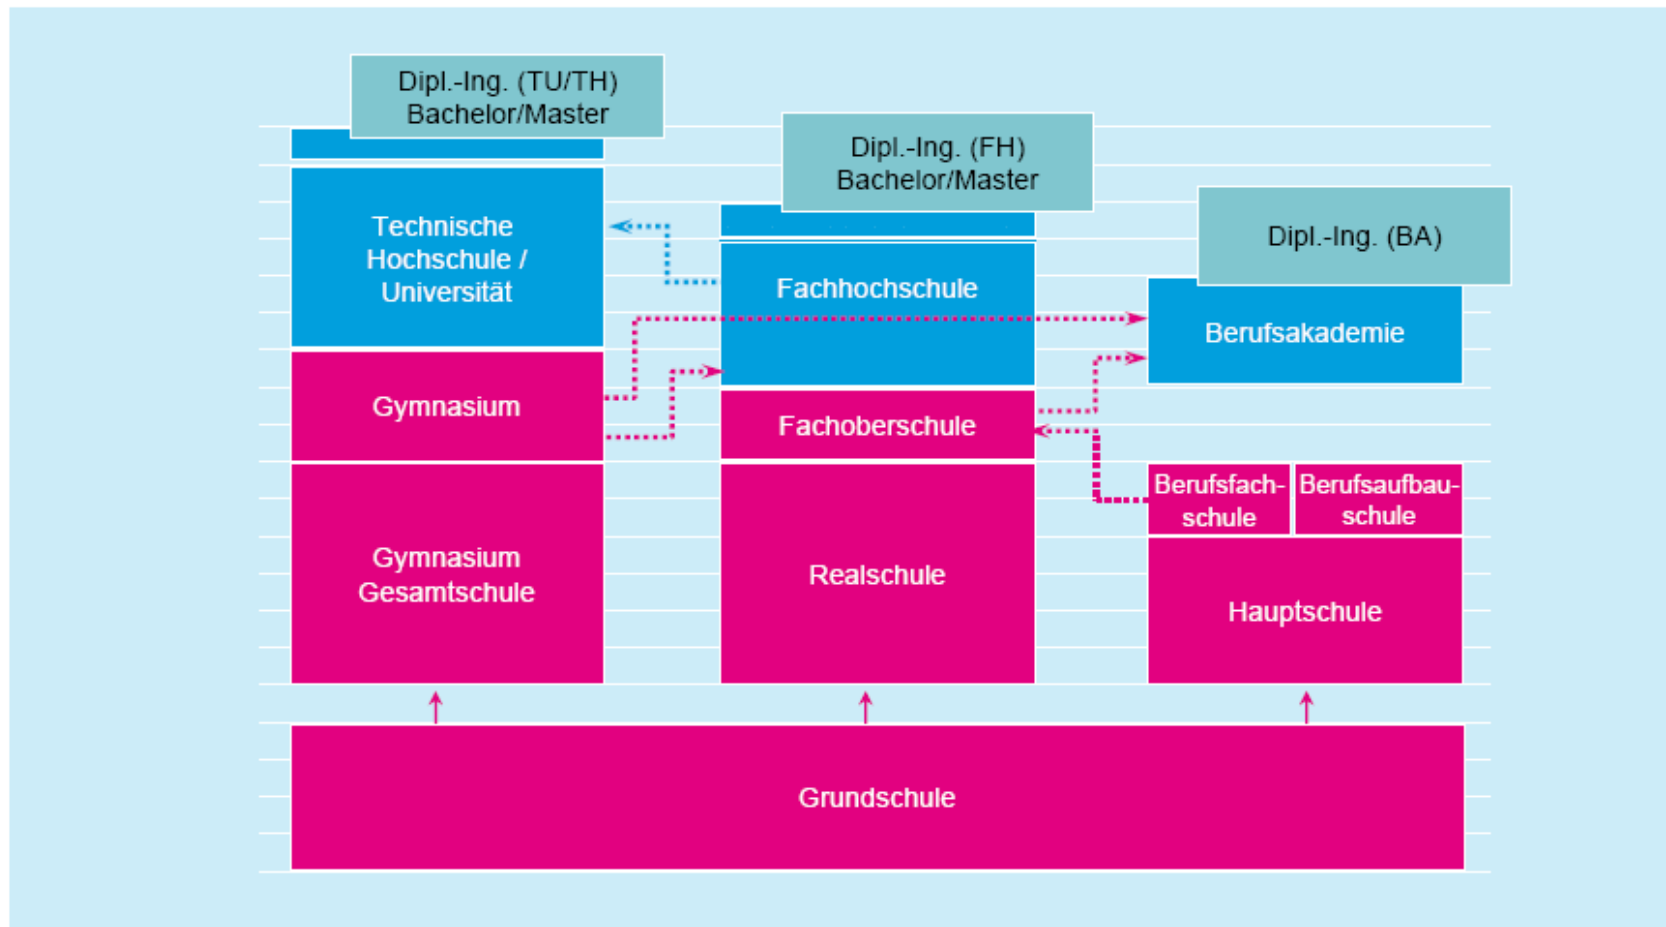 Dipl.-Ing. (TU/TH)
Bachelor/Master
Dipl.-Ing. (FH)
Bachelor/Master
Dipl.-Ing. (BA)
Technische
Hochschule /
Universität
Fachhochschule
Berufsakademie
Gymnasium
Fachoberschule
Berufsfach-
schule
Berufsaufbau-
schule
Gymnasium
Gesamtschule
Realschule
Hauptschule
Grundschule